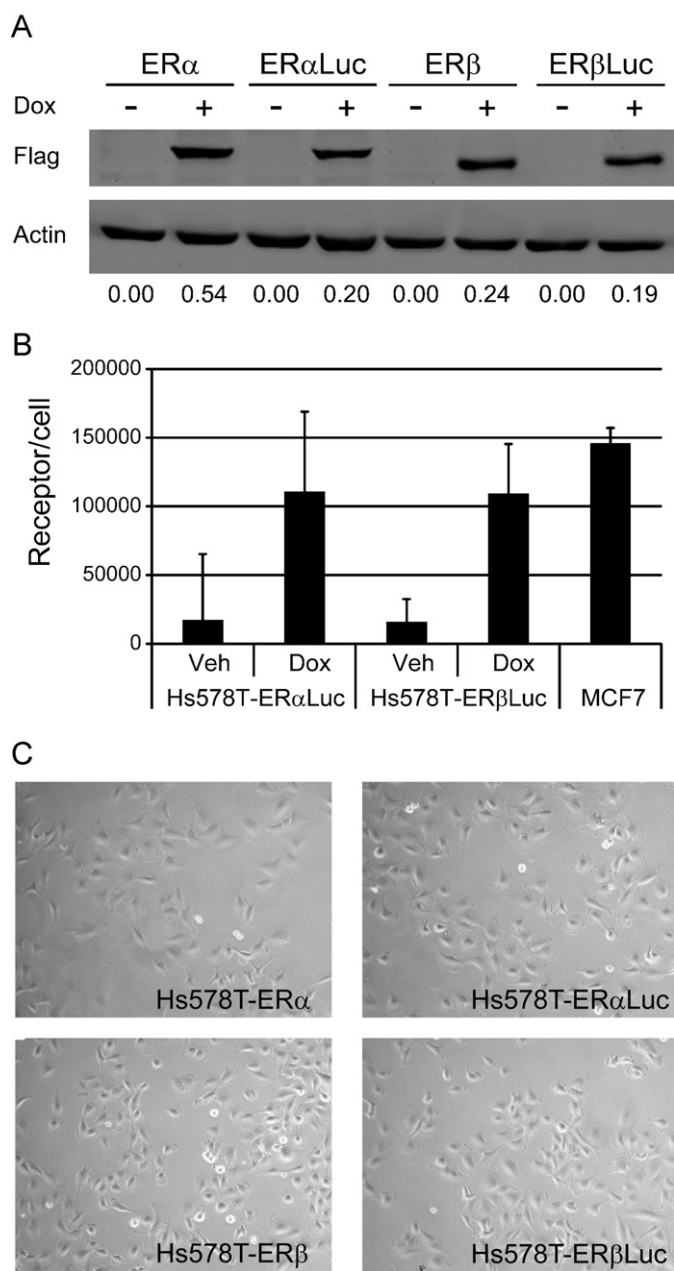 A
ERα ERαLuc ERβ ERβLuc
Dox - + - + - + - +
Flag
Actin
0.00 0.54 0.00 0.20 0.00 0.24 0.00 0.19
B
Receptor/cell
200000
150000
100000
50000
0
Veh Dox Veh Dox
Hs578T-ERαLuc Hs578T-ERβLuc MCF7
C
Hs578T-ERα Hs578T-ERαLuc
Hs578T-ERβ Hs578T-ERβLuc